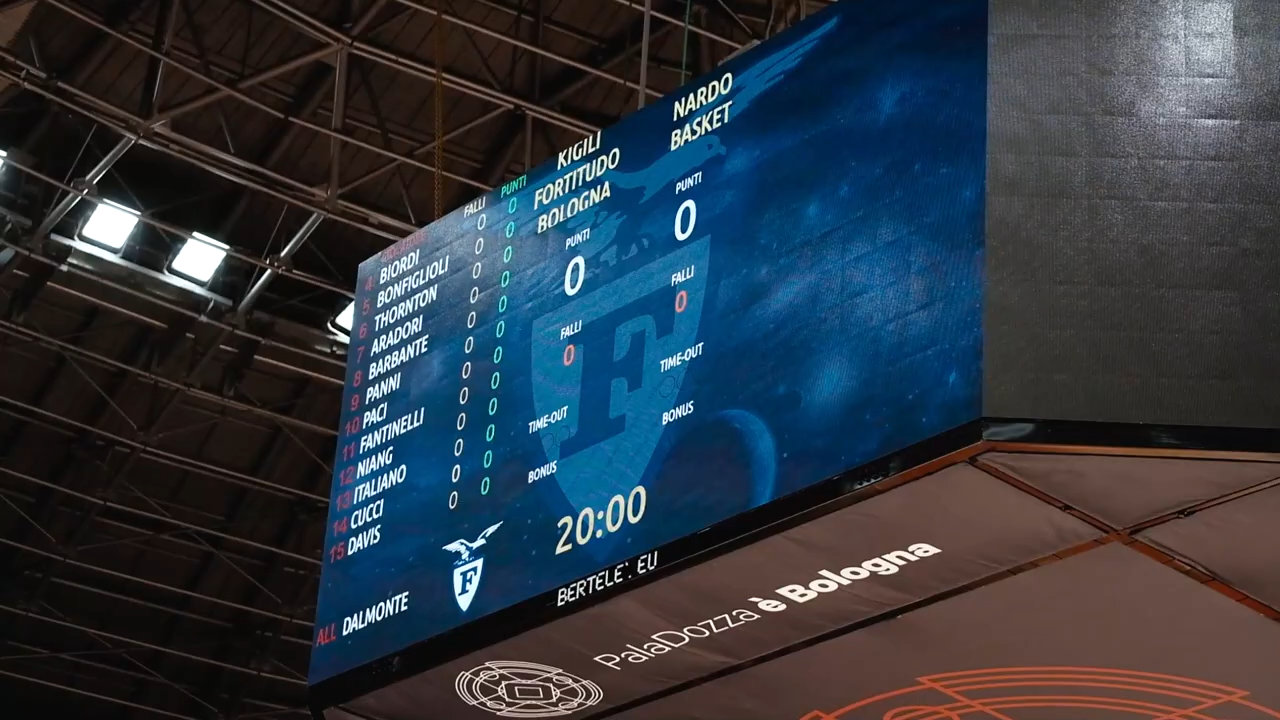 FALLI PUNTI
4 BIORDI 0 0
5 BONFIGLIOLI 0 0
6 THORNTON 0 0
7 ARADORI 0 0
8 BARBANTE 0 0
9 PANNI 0 0
10 PACI 0 0
11 FANTINELLI 0 0
12 NIANG 0 0
13 ITALIANO 0 0
14 CUCCI 0 0
15 DAVIS 0 0
ALL DALMONTE
F
KIGILI
FORTITUDO
BOLOGNA
PUNTI
0
FALLI
0
TIME-OUT
BONUS
NARDO
BASKET
PUNTI
0
FALLI
0
TIME-OUT
BONUS
F
20:00
BERTELE'.EU
PalaDozza è Bologna